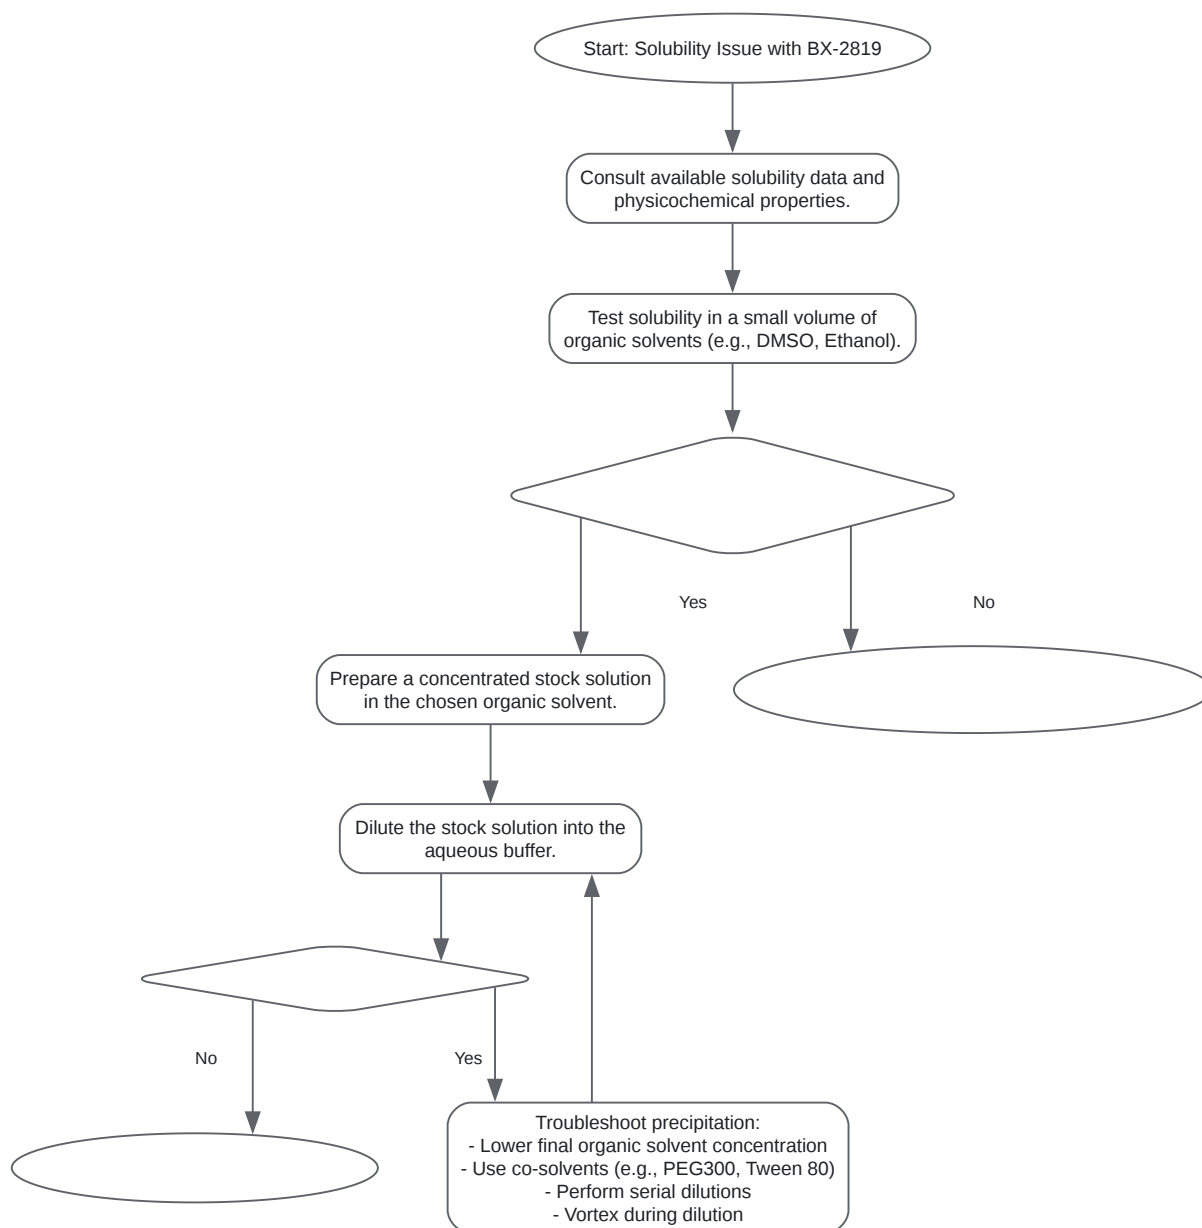 Start: Solubility Issue with BX-2819
Consult available solubility data and
physicochemical properties.
Test solubility in a small volume of
organic solvents (e.g., DMSO, Ethanol).
Yes
No
Prepare a concentrated stock solution
in the chosen organic solvent.
Dilute the stock solution into the
aqueous buffer.
No
Yes
Troubleshoot precipitation:
- Lower final organic solvent concentration
- Use co-solvents (e.g., PEG300, Tween 80)
- Perform serial dilutions
- Vortex during dilution